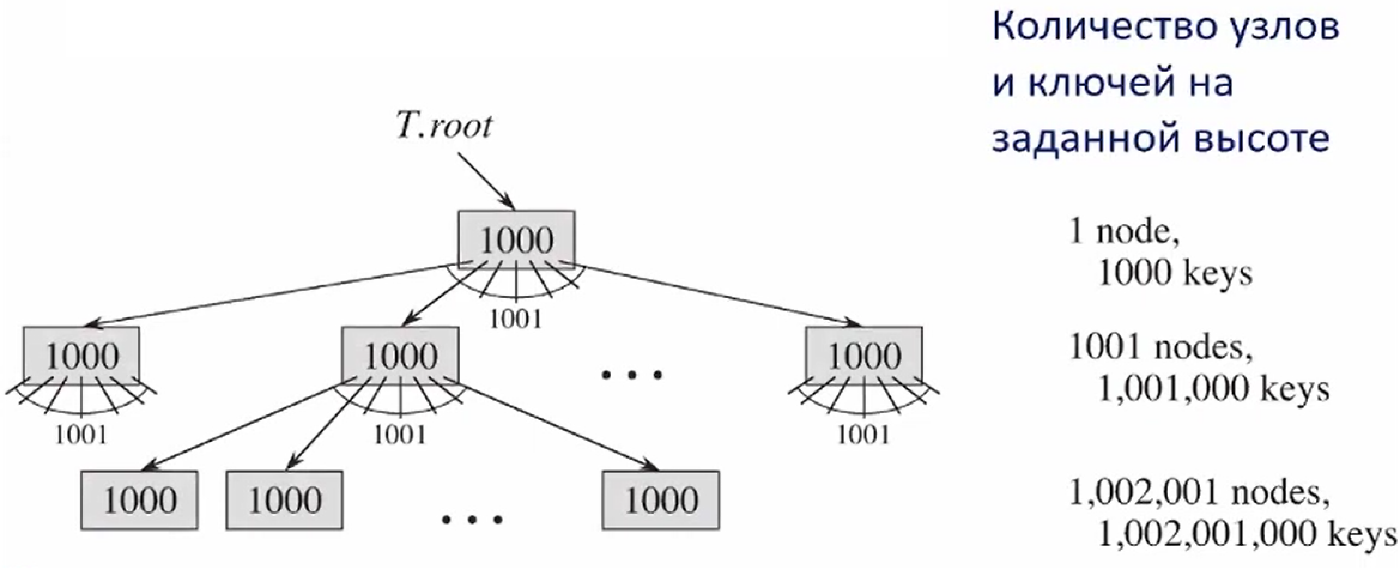 Количество узлов
и ключей на
заданной высоте
T.root
1000
1 node,
1000 keys
1001
1000 1000 ... 1000
1001 nodes,
1,001,000 keys
1001 1001 1001
1000 1000 ... 1000
1,002,001 nodes,
1,002,001,000 keys